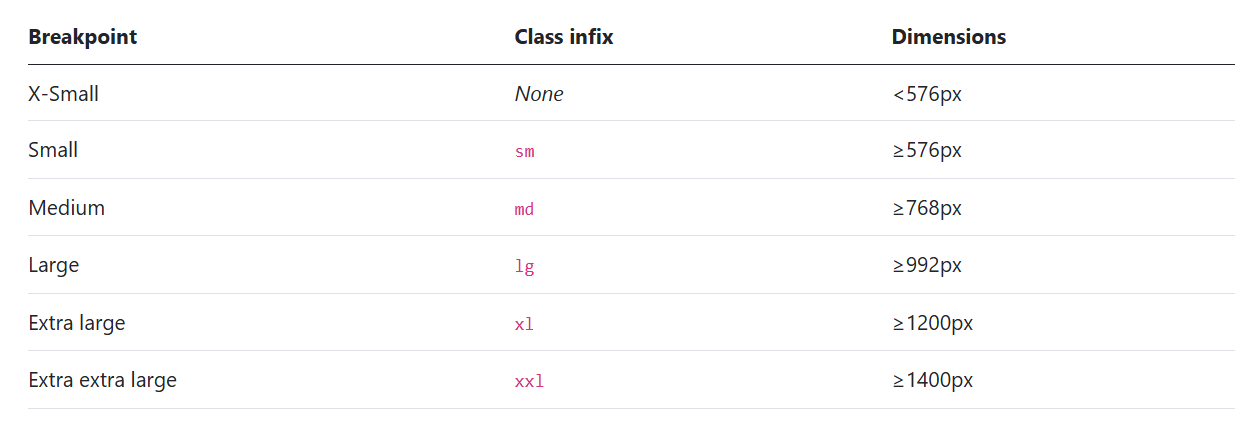 Breakpoint Class infix Dimensions
X-Small None <576px
Small sm ≥576px
Medium md ≥768px
Large lg ≥992px
Extra large xl ≥1200px
Extra extra large xxl ≥1400px